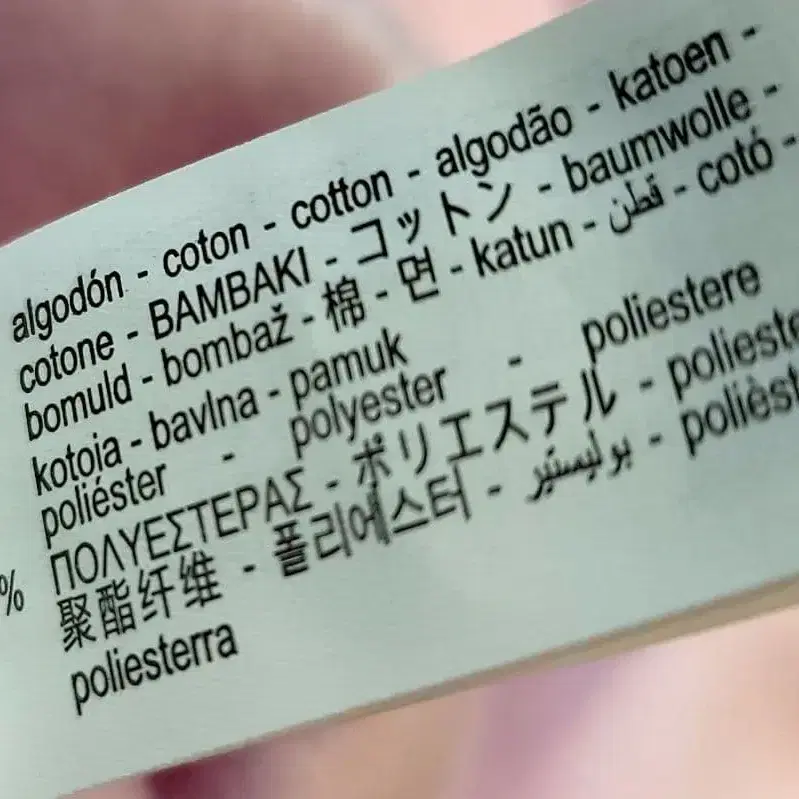 algodón - coton - cotton - algodão - katoen -
cotone - BAMBAKI - コットン - baumwolle -
bomuld - bombaž - 棉 - 면 - katun - قطن - cotó -
kotoia - bavlna - pamuk
poliéster - polyester - poliestere
% ΠΟΛΥΕΣΤΕΡΑΣ - ポリエステル - polieste
聚酯纤维 - 폴리에스터 - بوليستير - polièst
poliesterra